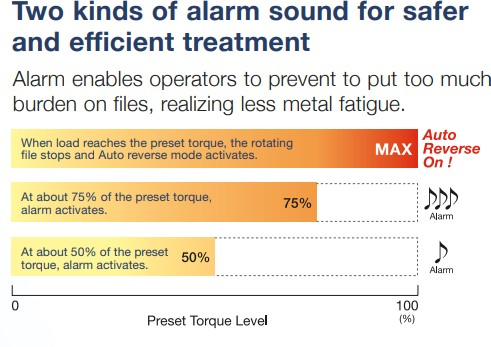 Two kinds of alarm sound for safer
and efficient treatment
Alarm enables operators to prevent to put too much
burden on files, realizing less metal fatigue.
When load reaches the preset torque, the rotating
file stops and Auto reverse mode activates.
MAX
Auto
Reverse
On !
At about 75% of the preset torque,
alarm activates.
75%
Alarm
At about 50% of the preset
torque, alarm activates.
50%
Alarm
0
100
(%)
Preset Torque Level